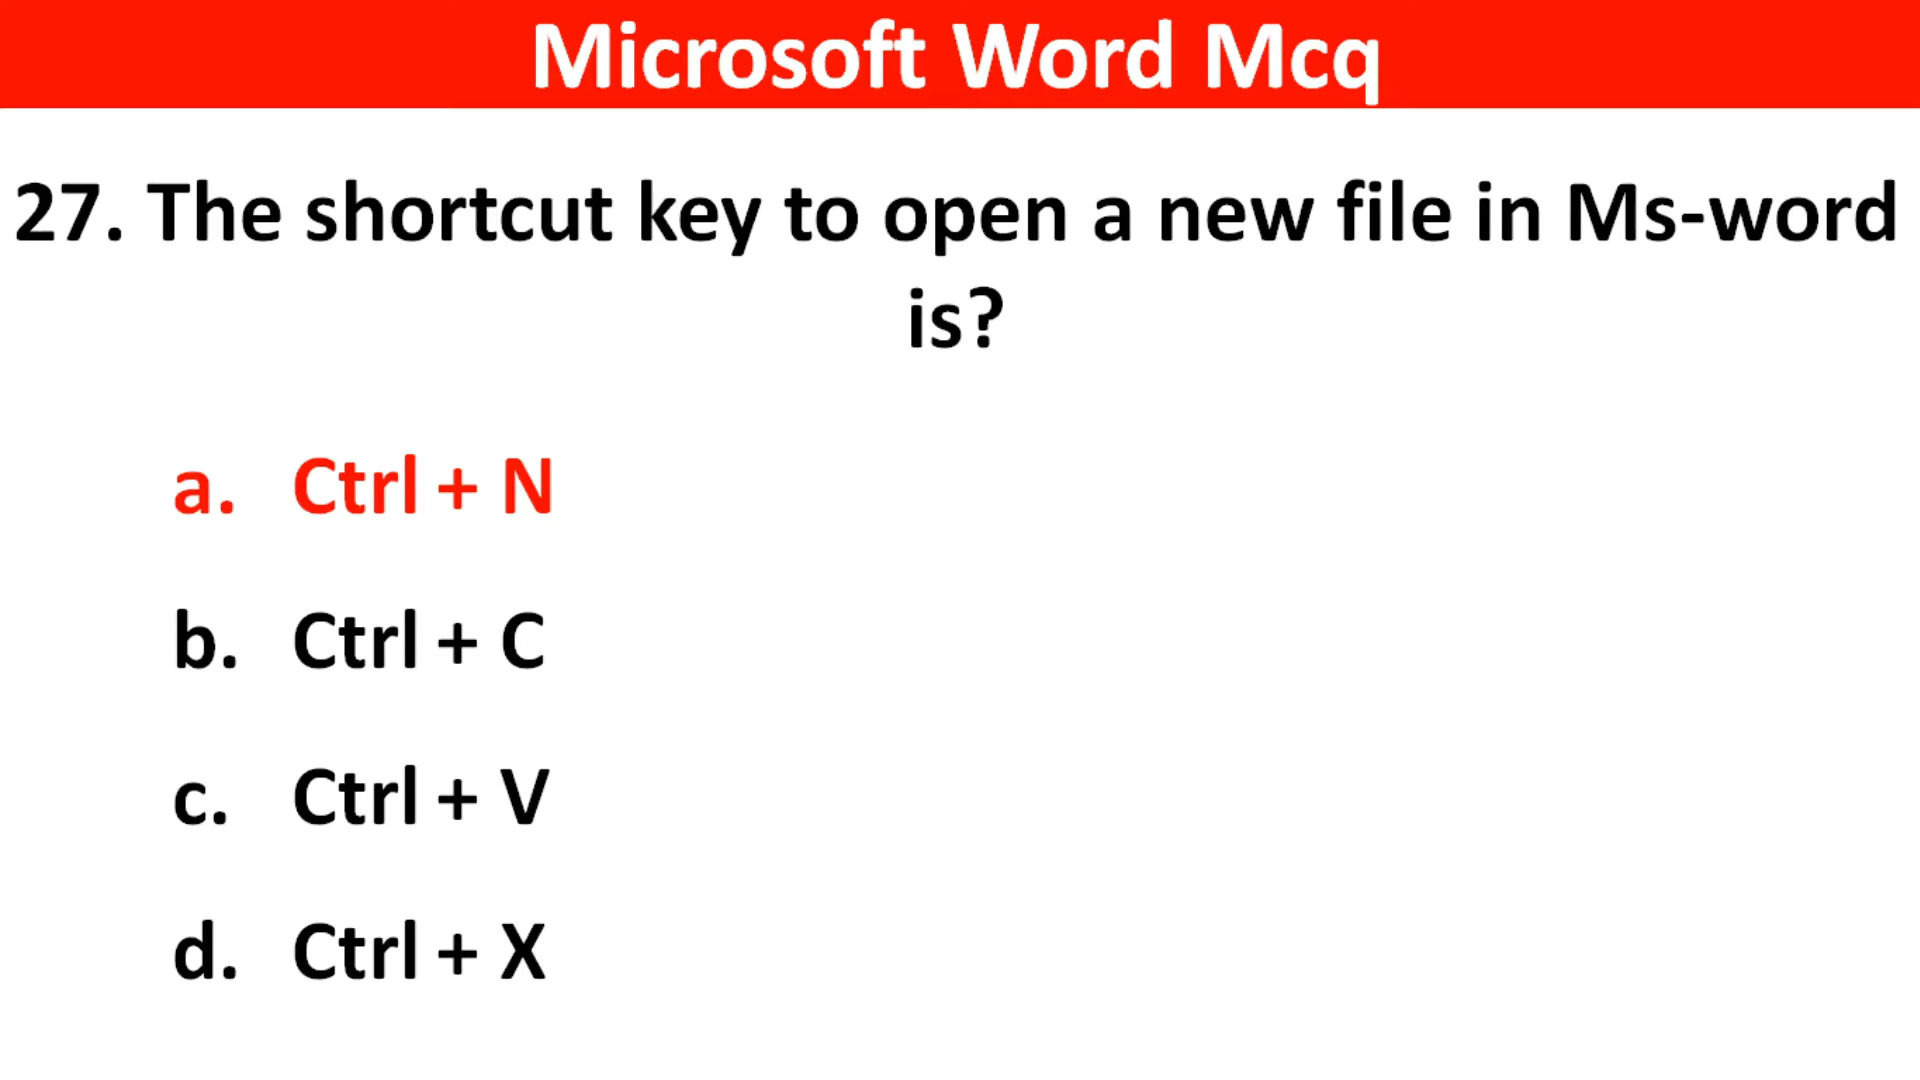 Microsoft Word Mcq
27. The shortcut key to open a new file in Ms-word
is?
a. Ctrl + N
b. Ctrl + C
c. Ctrl + V
d. Ctrl + X